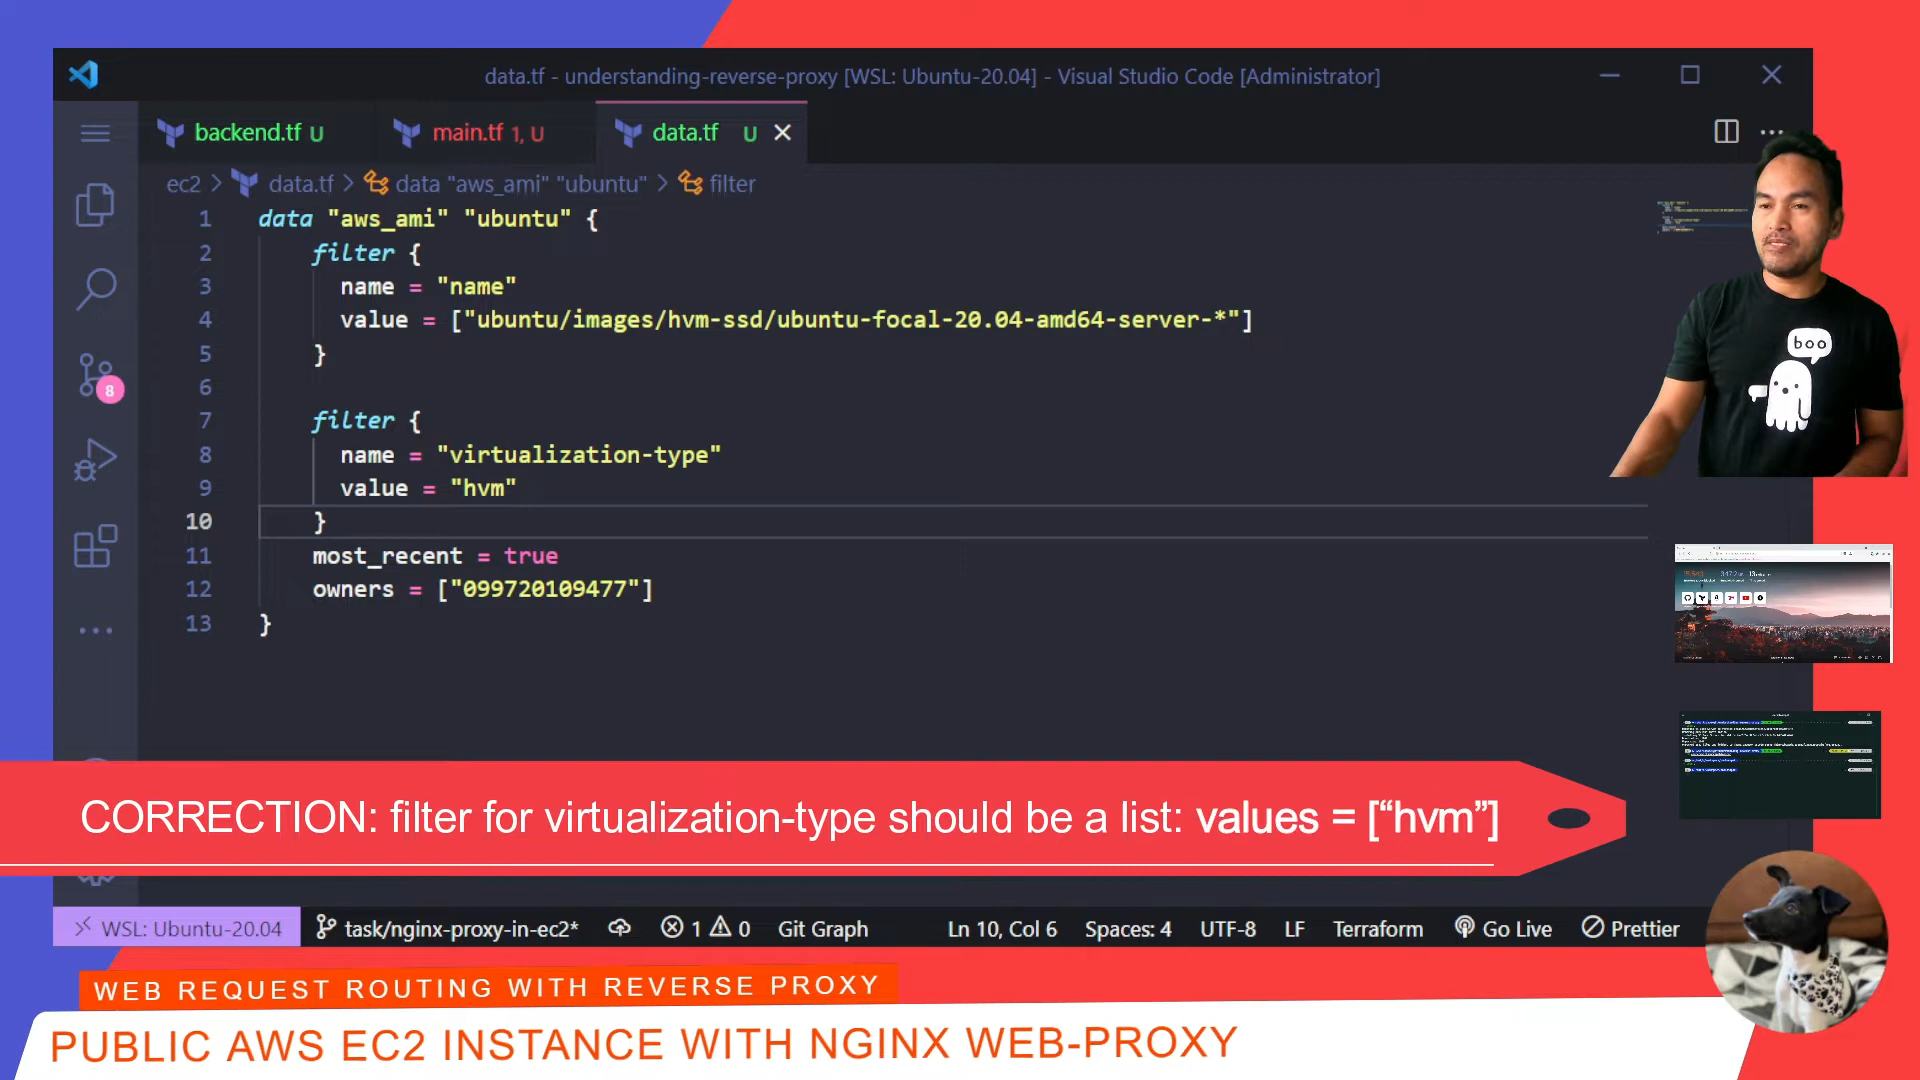 data.tf - understanding-reverse-proxy [WSL: Ubuntu-20.04] - Visual Studio Code [Administrator]
backend.tf U
main.tf 1, U
data.tf U
ec2 > data.tf > data "aws_ami" "ubuntu" > filter
1 data "aws_ami" "ubuntu" {
2 filter {
3 name = "name"
4 value = ["ubuntu/images/hvm-ssd/ubuntu-focal-20.04-amd64-server-*"]
5 }
6
7 filter {
8 name = "virtualization-type"
9 value = "hvm"
10 }
11 most_recent = true
12 owners = ["099720109477"]
13 }
boo
8
CORRECTION: filter for virtualization-type should be a list: values = [“hvm”]
WSL: Ubuntu-20.04 task/nginx-proxy-in-ec2* 1 0 Git Graph Ln 10, Col 6 Spaces: 4 UTF-8 LF Terraform Go Live Prettier
WEB REQUEST ROUTING WITH REVERSE PROXY
PUBLIC AWS EC2 INSTANCE WITH NGINX WEB-PROXY